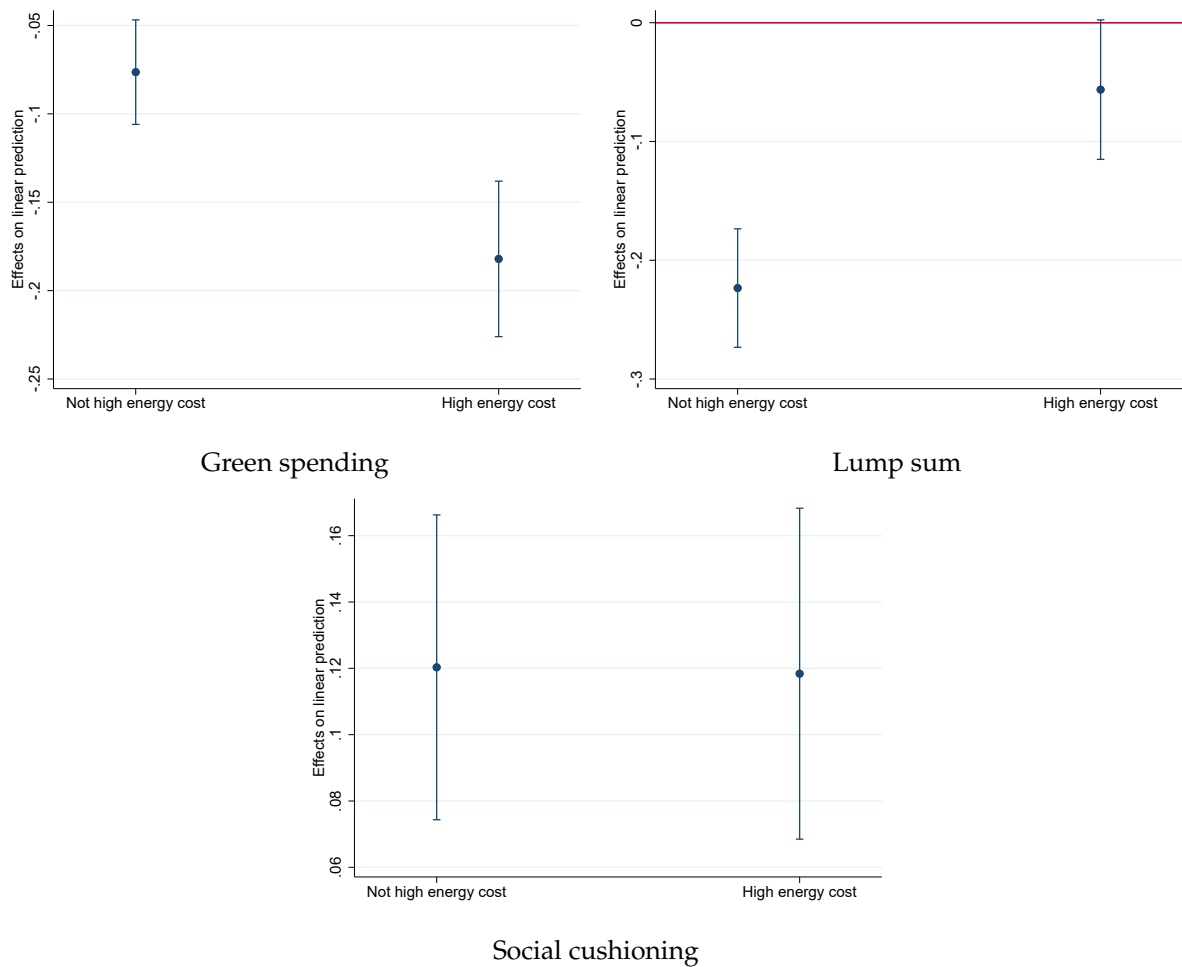 Effects on linear prediction
-.05
-.1
-.15
-.2
-.25
Not high energy cost High energy cost
Green spending
Effects on linear prediction
0
-.1
-.2
-.3
Not high energy cost High energy cost
Lump sum
Effects on linear prediction
.16
.14
.12
.1
.08
.06
Not high energy cost High energy cost
Social cushioning